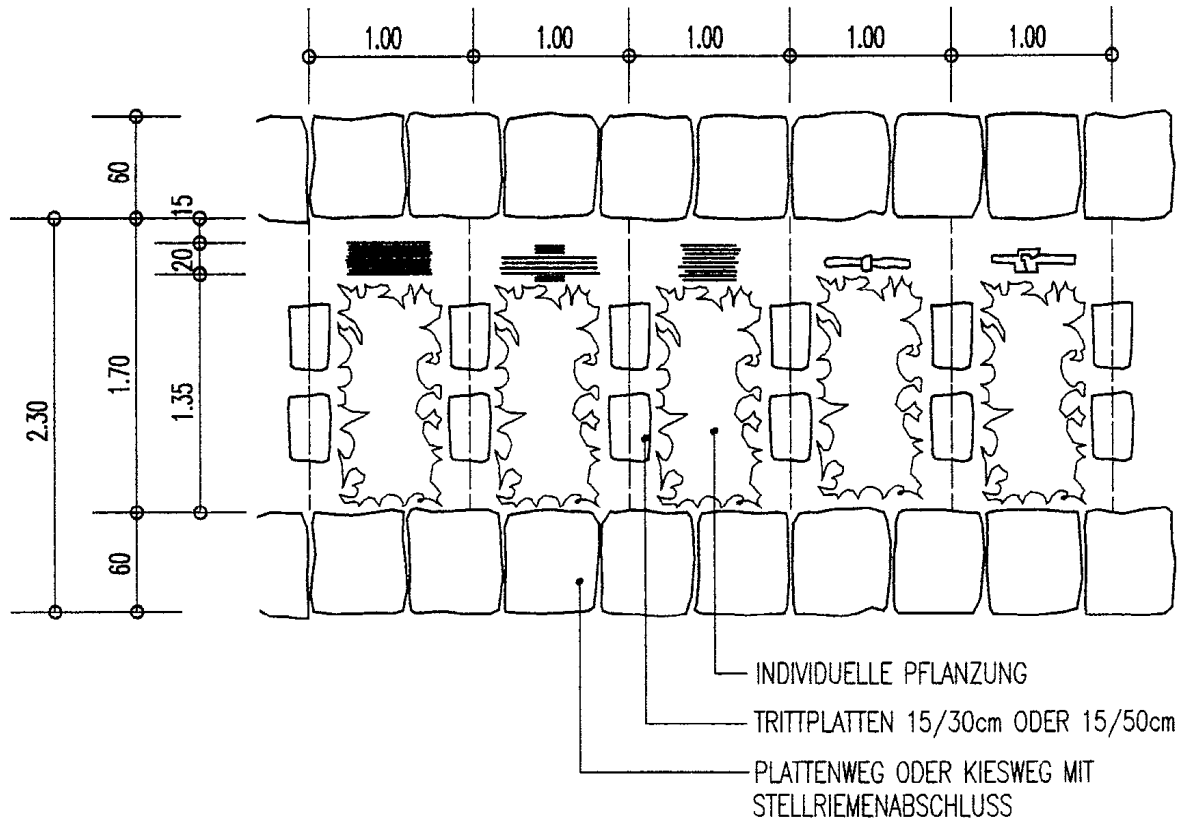 1.00 1.00 1.00 1.00 1.00
60
15
20
1.70
1.35
2.30
60
INDIVIDUELLE PFLANZUNG
TRITTPLATTEN 15/30cm ODER 15/50cm
PLATTENWEG ODER KIESWEG MIT
STELLRIEMENABSCHLUSS